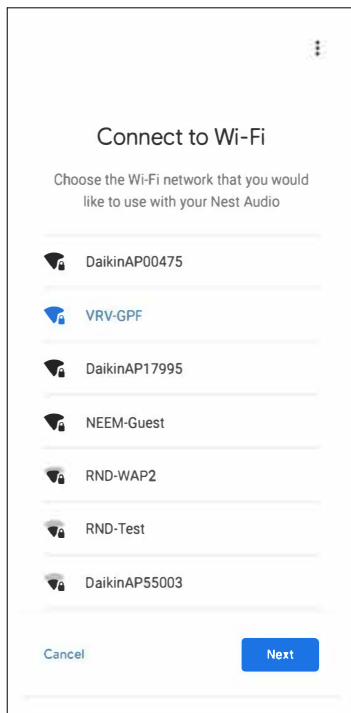 Connect to Wi-Fi
Choose the Wi-Fi network that you would
like to use with your Nest Audio
DaikinAP00475
VRV-GPF
DaikinAP17995
NEEM-Guest
RND-WAP2
RND-Test
DaikinAP55003
Cancel
Next